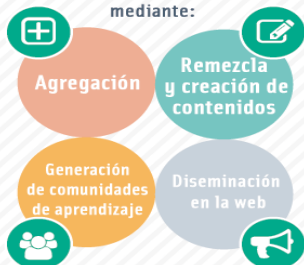 mediante:
Agregación
Remezcla
y creación de
contenidos
Generación
de comunidades
de aprendizaje
Diseminación
en la web